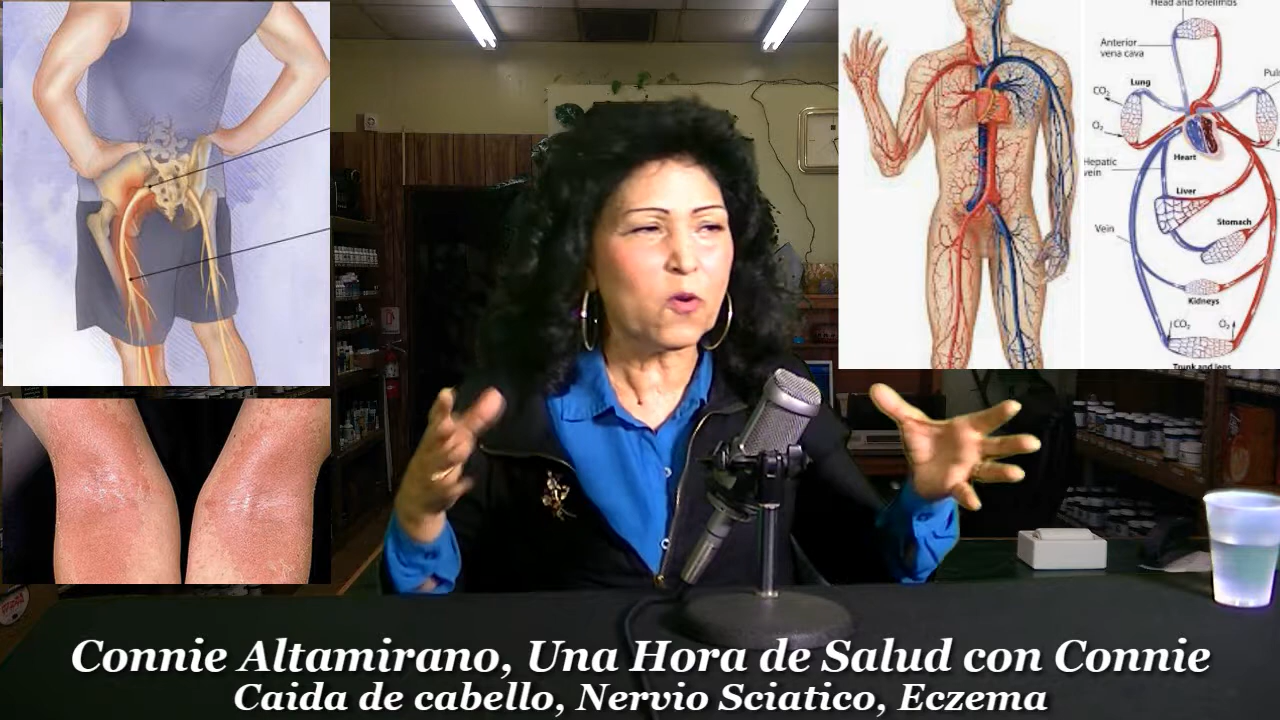 Head and forelimbs
Anterior
vena cava
Lung
CO2
O2
Heart
Hepatic
vein
Liver
Stomach
Vein
Kidneys
CO2
O2
Trunk and legs
Connie Altamirano, Una Hora de Salud con Connie
Caida de cabello, Nervio Sciatico, Eczema